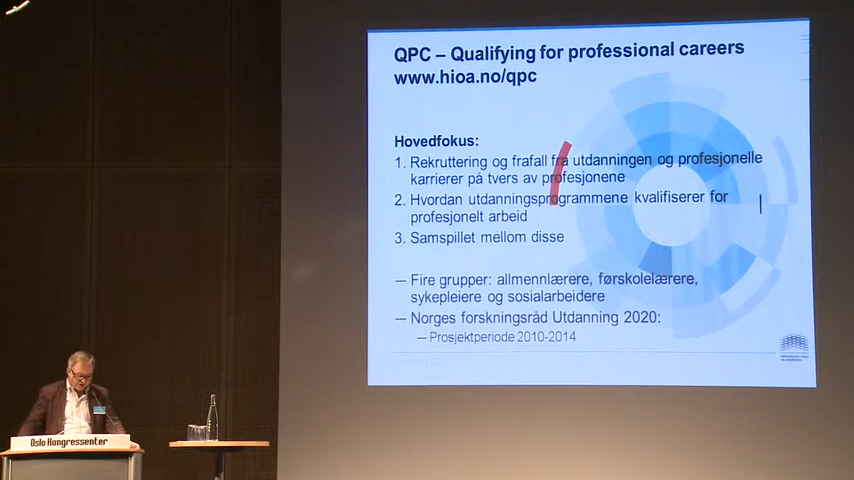 QPC – Qualifying for professional careers
www.hioa.no/qpc
Hovedfokus:
1. Rekruttering og frafall fra utdanningen og profesjonelle
karrierer på tvers av profesjonene
2. Hvordan utdanningsprogrammene kvalifiserer for
profesjonelt arbeid
3. Samspillet mellom disse
— Fire grupper: allmennlærere, førskolelærere,
sykepleiere og sosialarbeidere
— Norges forskningsråd Utdanning 2020:
— Prosjektperiode 2010-2014
Oslo Kongressenter